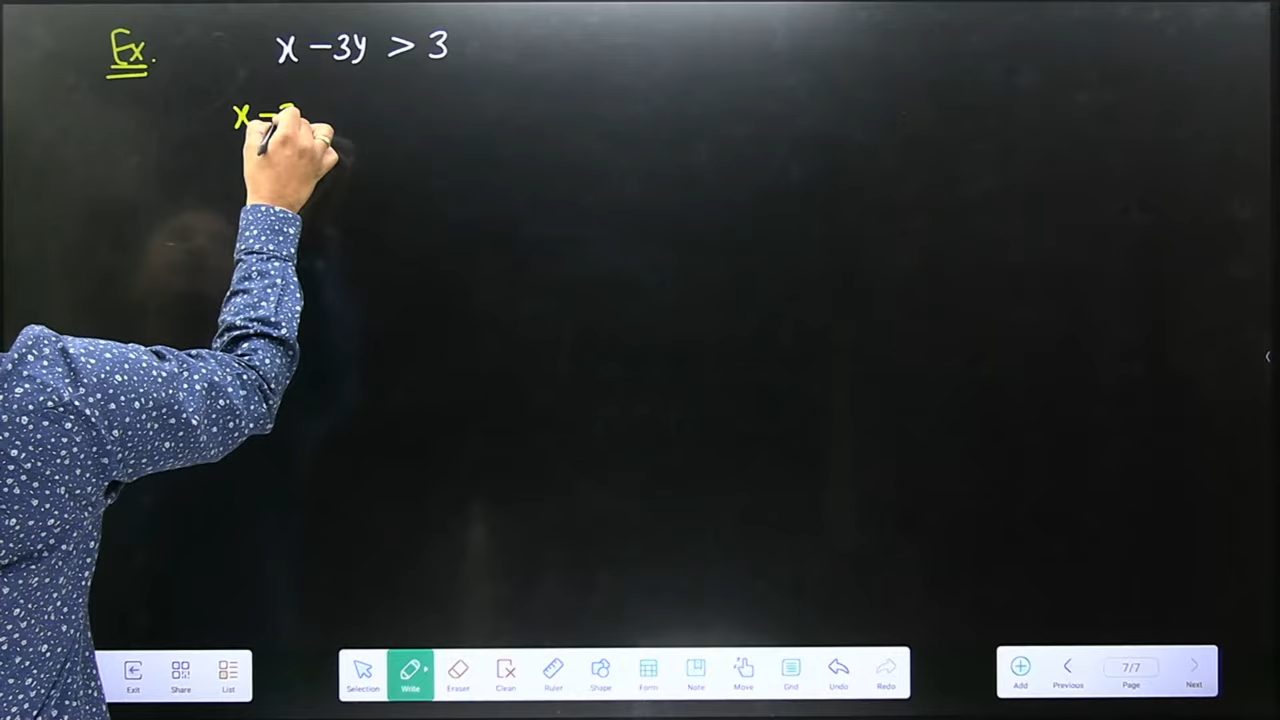 Ex. x - 3y > 3
x -
Exit Share List Selection Write Eraser Clean Ruler Shape Form Note Move Grid Undo Redo Add Previous 7/7 Page Next